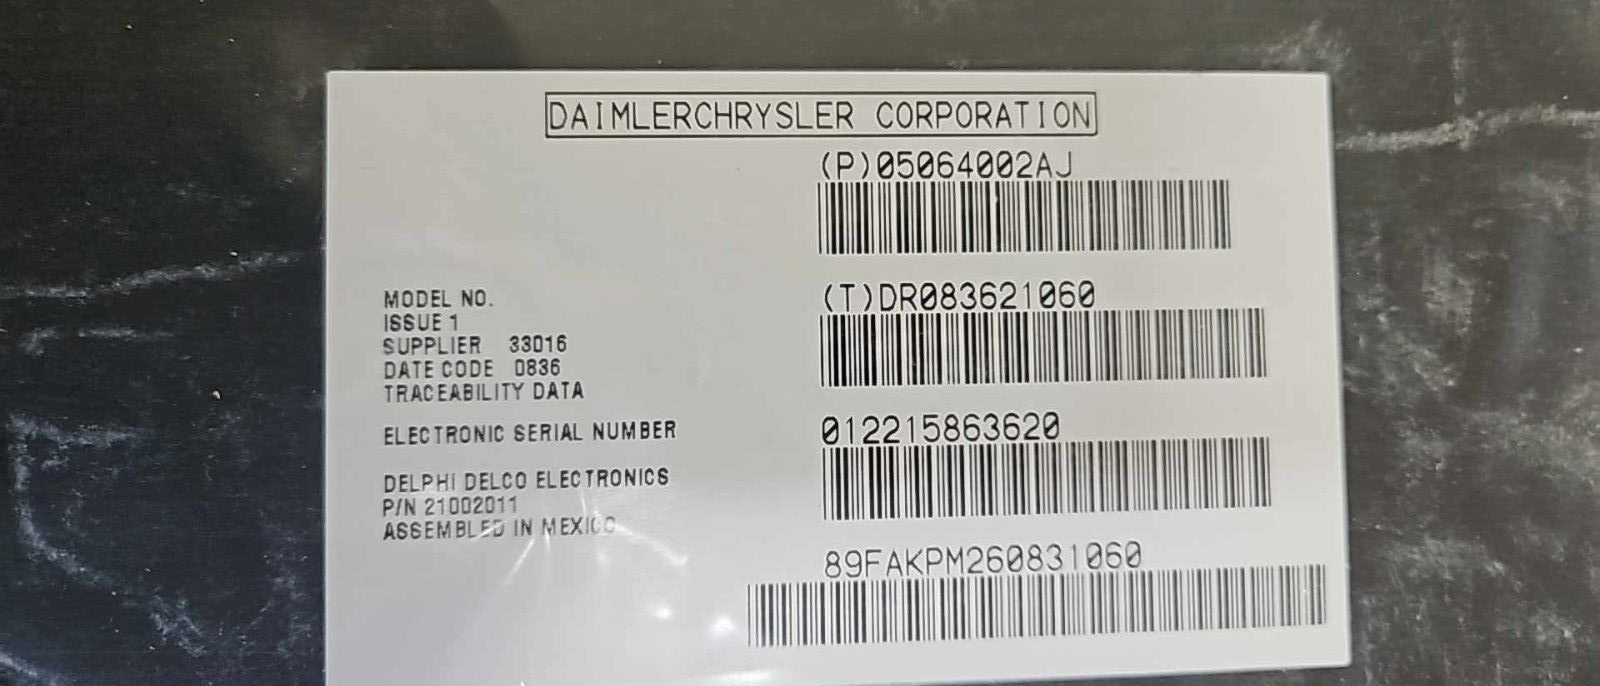 DAIMLERCHRYSLER CORPORATION
(P)05064002AJ
(T)DR083621060
MODEL NO.
ISSUE 1
SUPPLIER 33016
DATE CODE 0836
TRACEABILITY DATA
ELECTRONIC SERIAL NUMBER
012215863620
DELPHI DELCO ELECTRONICS
P/N 21002011
ASSEMBLED IN MEXICO
89FAKPM260831060